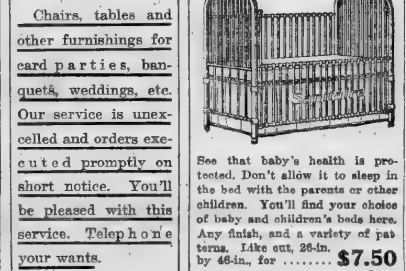 Chairs, tables and
other furnishings for
card parties, ban-
quets, weddings, etc.
Our service is unex-
celled and orders exe-
cuted promptly on
short notice. You'll
be pleased with this
service. Telephone
your wants.
See that baby's health is pro-
tected. Don't allow it to sleep in
the bed with the parents or other
children. You'll find your choice
of baby and children's beds here.
Any finish, and a variety of pat
terns. Like cut, 26-in.
by 46-in., for ........ $7.50